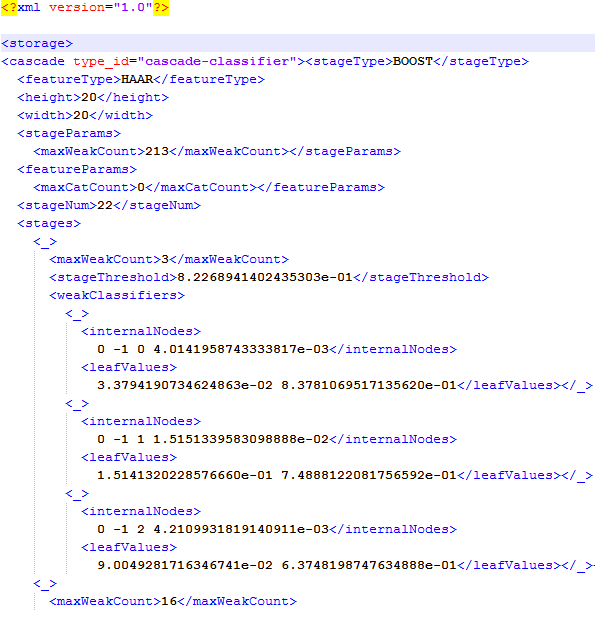 <?xml version="1.0"?>
<storage>
<cascade type_id="cascade-classifier"><stageType>BOOST</stageType>
<featureType>HAAR</featureType>
<height>20</height>
<width>20</width>
<stageParams>
<maxWeakCount>213</maxWeakCount></stageParams>
<featureParams>
<maxCatCount>0</maxCatCount></featureParams>
<stageNum>22</stageNum>
<stages>
<_>
<maxWeakCount>3</maxWeakCount>
<stageThreshold>8.2268941402435303e-01</stageThreshold>
<weakClassifiers>
<_>
<internalNodes>
0 -1 0 4.0141958743333817e-03</internalNodes>
<leafValues>
3.3794190734624863e-02 8.3781069517135620e-01</leafValues></_>
<_>
<internalNodes>
0 -1 1 1.5151339583098888e-02</internalNodes>
<leafValues>
1.5141320228576660e-01 7.4888122081756592e-01</leafValues></_>
<_>
<internalNodes>
0 -1 2 4.2109931819140911e-03</internalNodes>
<leafValues>
9.0049281716346741e-02 6.3748198747634888e-01</leafValues></_>
<_>
<maxWeakCount>16</maxWeakCount>